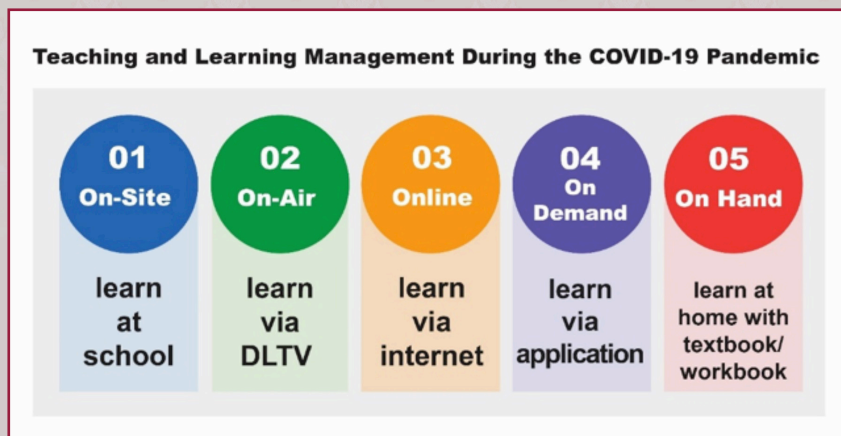 Teaching and Learning Management During the COVID-19 Pandemic
01
On-Site
learn
at
school
02
On-Air
learn
via
DLTV
03
Online
learn
via
internet
04
On
Demand
learn
via
application
05
On Hand
learn at
home with
textbook/
workbook